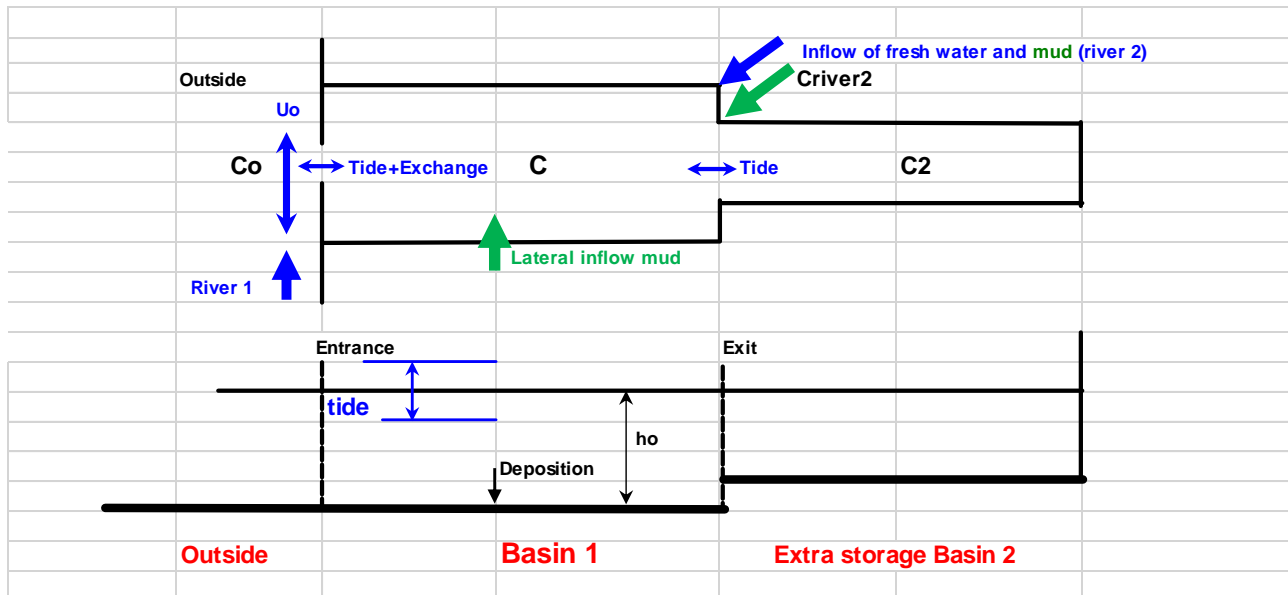 Inflow of fresh water and mud (river 2)
Outside
Criver2
Uo
Co
Tide+Exchange
C
Tide
C2
Lateral inflow mud
River 1
Entrance
Exit
tide
ho
Deposition
Outside
Basin 1
Extra storage Basin 2